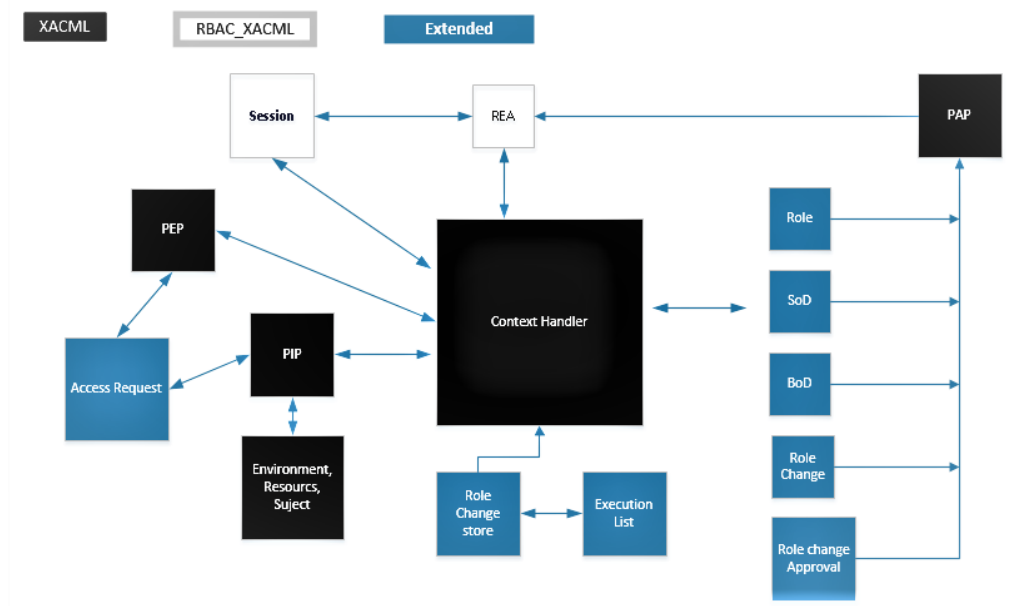 XACML
RBAC_XACML
Extended
Session
REA
PAP
PEP
Role
SoD
Context Handler
PIP
Access Request
BoD
Environment,
Resourcs,
Suject
Role
Change
Role
Change
store
Execution
List
Role change
Approval